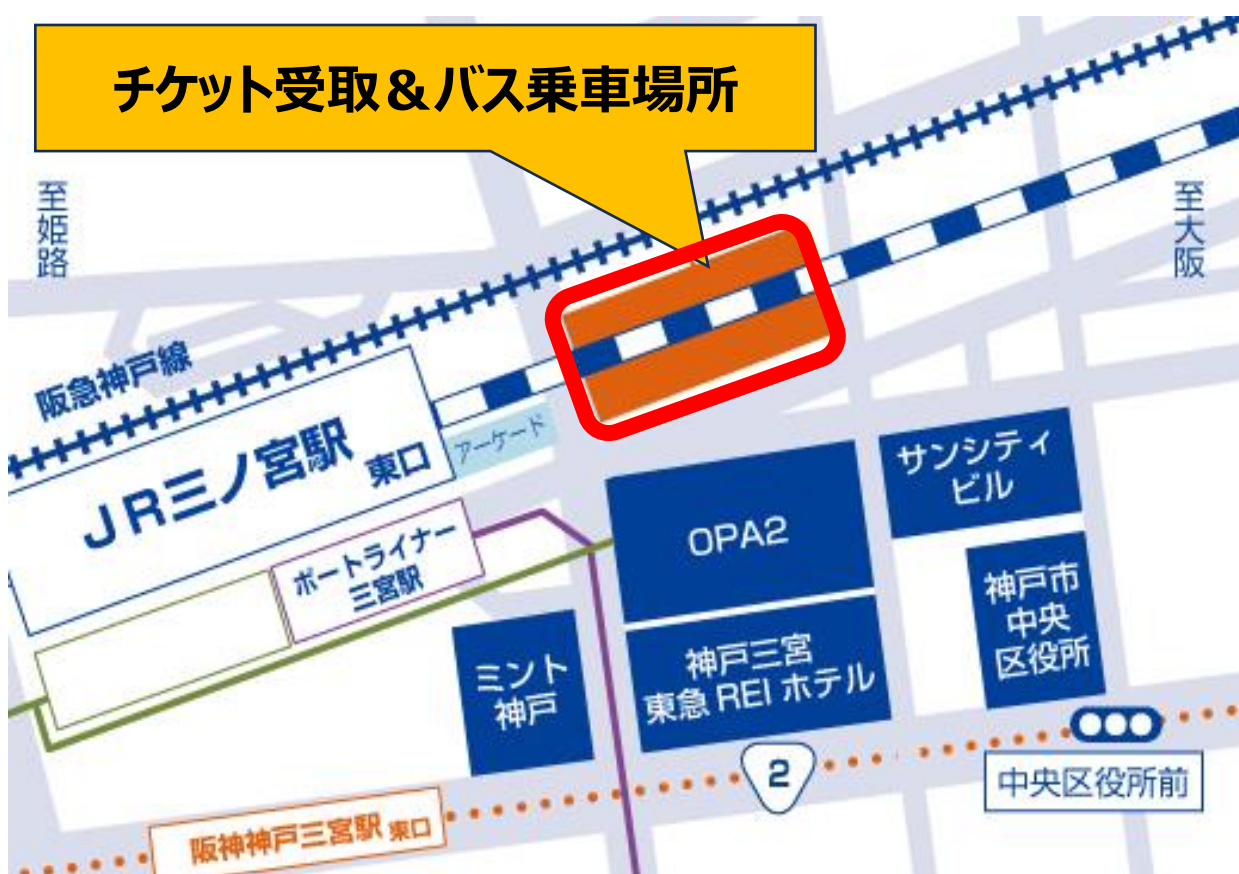 チケット受取＆バス乗車場所
至姫路
至大阪
阪急神戸線
JR三ノ宮駅 東口
アーケード
ポートライナー
三宮駅
サンシティ
ビル
OPA2
神戸市
中央
区役所
ミント
神戸
神戸三宮
東急 REI ホテル
2
中央区役所前
阪神神戸三宮駅 東口